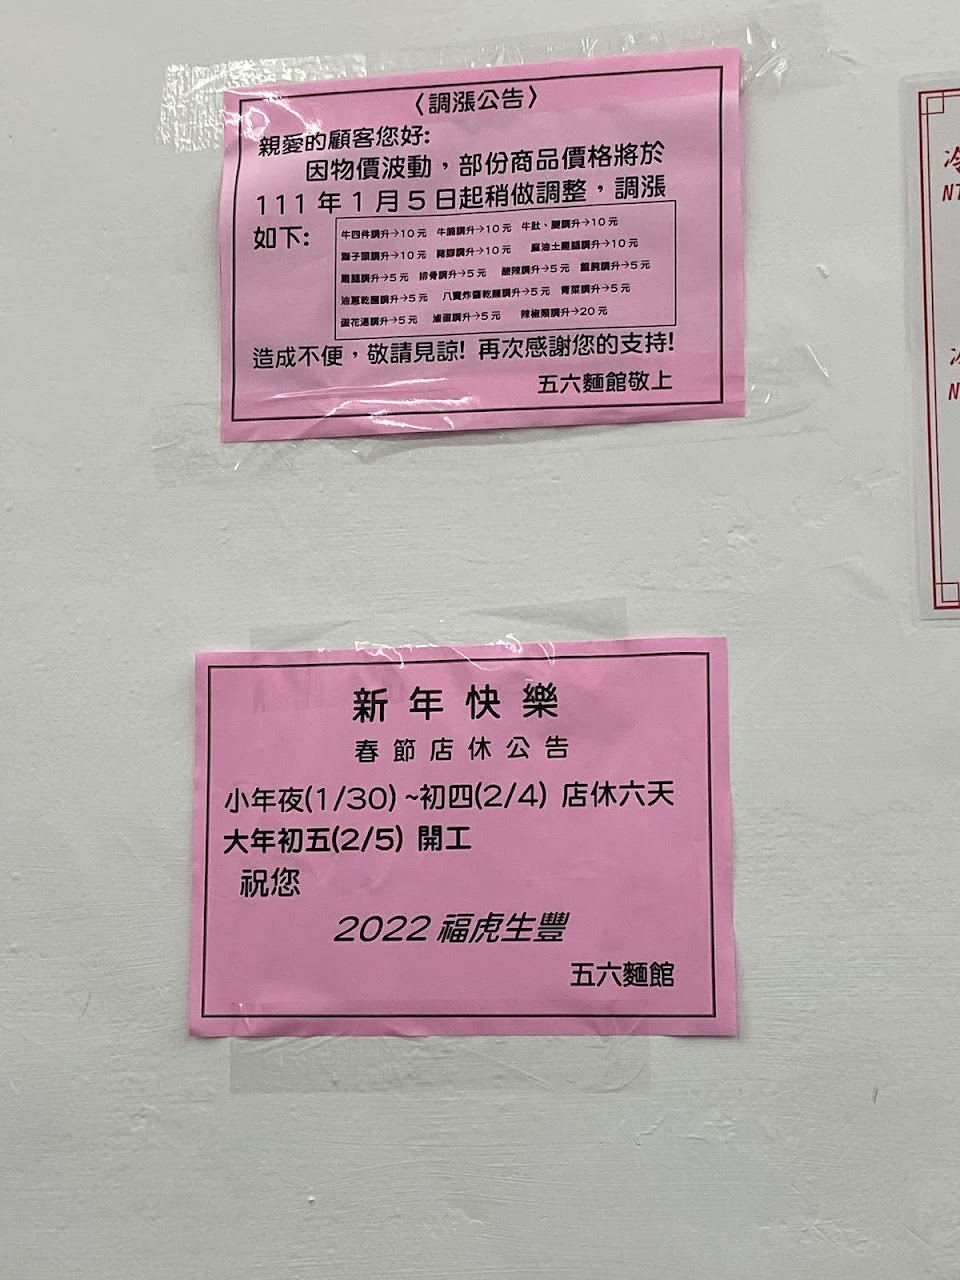 〈調漲公告〉
親愛的顧客您好:
因物價波動，部份商品價格將於
111年1月5日起稍做調整，調漲
如下:
牛四件調升→10元 牛腩調升→10元 牛肚、腱調升→10元
獅子頭調升→10元 豬腳調升→10元 麻油土雞腿調升→10元
雞腿調升→5元 排骨調升→5元 酸辣調升→5元 餛飩調升→5元
油蔥乾麵調升→5元 八寶炸醬乾麵調升→5元 青菜調升→5元
蛋花湯調升→5元 滷蛋調升→5元 辣椒類調升→20元
造成不便，敬請見諒! 再次感謝您的支持!
五六麵館敬上
新年快樂
春節店休公告
小年夜(1/30)~初四(2/4) 店休六天
大年初五(2/5) 開工
祝您
2022福虎生豐
五六麵館